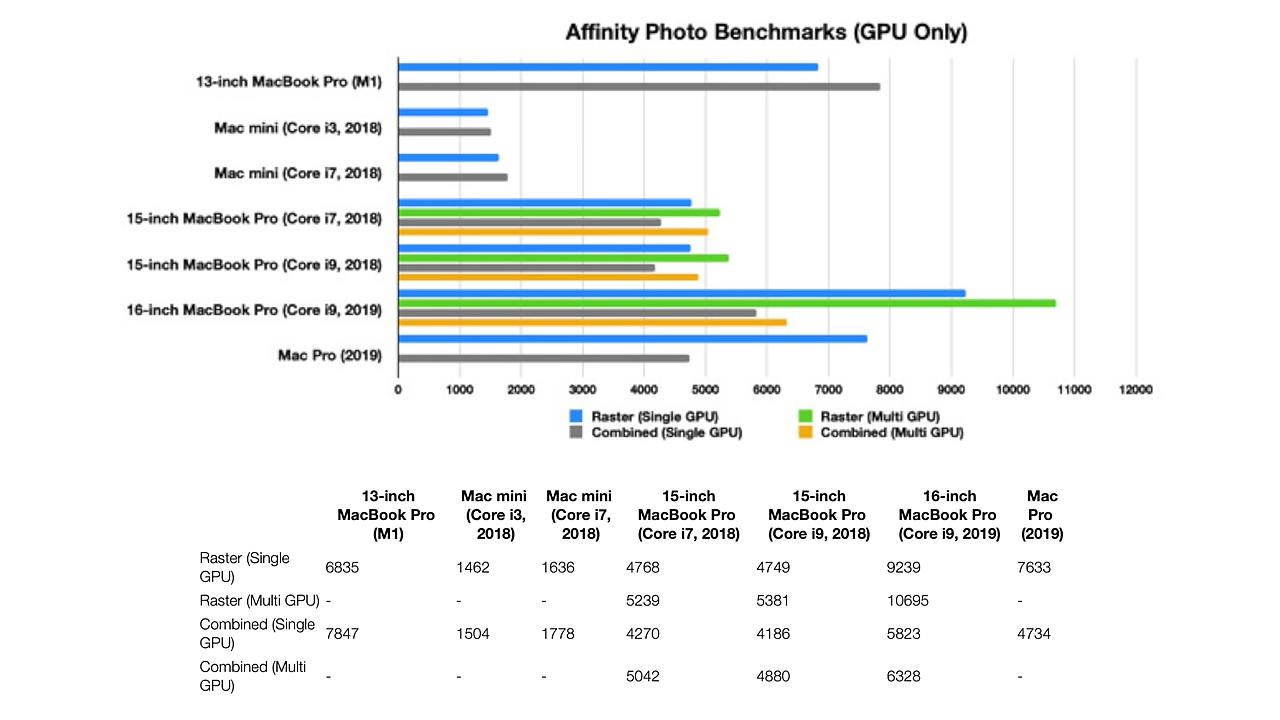 Affinity Photo Benchmarks (GPU Only)
13-inch MacBook Pro (M1)
Mac mini (Core i3, 2018)
Mac mini (Core i7, 2018)
15-inch MacBook Pro (Core i7, 2018)
15-inch MacBook Pro (Core i9, 2018)
16-inch MacBook Pro (Core i9, 2019)
Mac Pro (2019)
0 1000 2000 3000 4000 5000 6000 7000 8000 9000 10000 11000 12000
Raster (Single GPU) Raster (Multi GPU)
Combined (Single GPU) Combined (Multi GPU)
13-inch Mac mini Mac mini 15-inch 15-inch 16-inch Mac
MacBook Pro (Core i3, (Core i7, MacBook Pro MacBook Pro MacBook Pro Pro
(M1) 2018) 2018) (Core i7, 2018) (Core i9, 2018) (Core i9, 2019) (2019)
Raster (Single
GPU) 6835 1462 1636 4768 4749 9239 7633
Raster (Multi GPU) - - - 5239 5381 10695 -
Combined (Single
GPU) 7847 1504 1778 4270 4186 5823 4734
Combined (Multi
GPU) - - - 5042 4880 6328 -